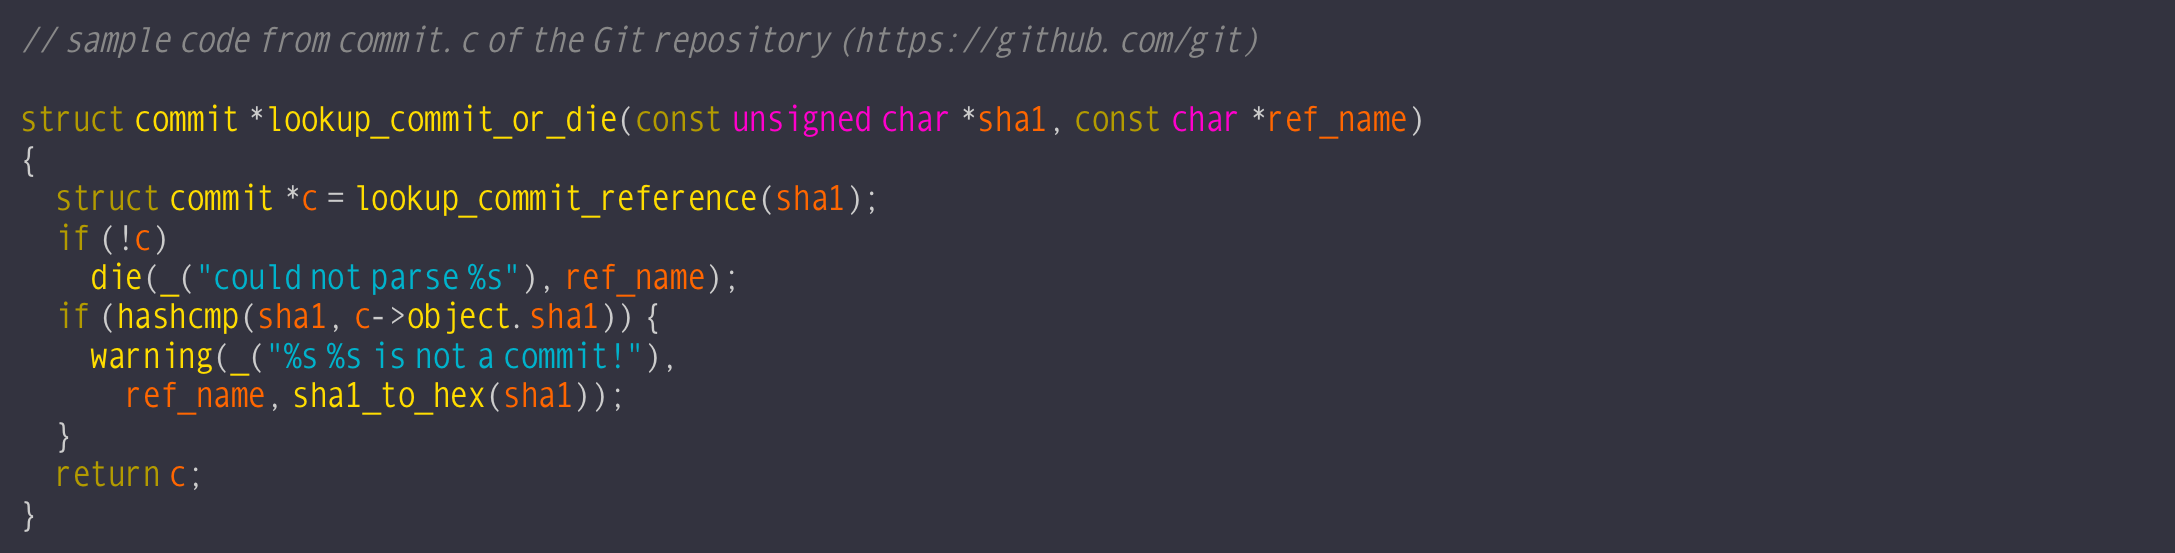 // sample code from commit.c of the Git repository (https://github.com/git)

struct commit *lookup_commit_or_die(const unsigned char *sha1, const char *ref_name)
{
  struct commit *c = lookup_commit_reference(sha1);
  if (!c)
    die(_("could not parse %s"), ref_name);
  if (hashcmp(sha1, c->object.sha1)) {
    warning(_("%s %s is not a commit!"),
      ref_name, sha1_to_hex(sha1));
  }
  return c;
}